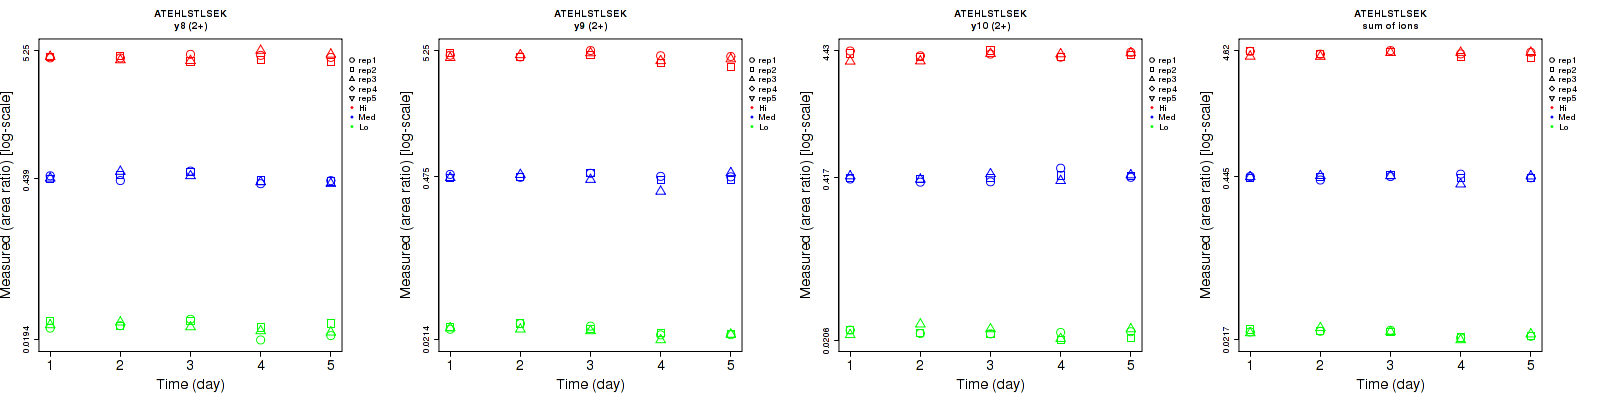 ATEHLSTLSEK
y8 (2+)
5.25
0.439
0.0194
Measured (area ratio) [log-scale]
1 2 3 4 5
Time (day)
rep1
rep2
rep3
rep4
rep5
Hi
Med
Lo
ATEHLSTLSEK
y9 (2+)
5.25
0.475
0.0214
Measured (area ratio) [log-scale]
1 2 3 4 5
Time (day)
rep1
rep2
rep3
rep4
rep5
Hi
Med
Lo
ATEHLSTLSEK
y10 (2+)
4.43
0.417
0.0206
Measured (area ratio) [log-scale]
1 2 3 4 5
Time (day)
rep1
rep2
rep3
rep4
rep5
Hi
Med
Lo
ATEHLSTLSEK
sum of ions
4.62
0.445
0.0217
Measured (area ratio) [log-scale]
1 2 3 4 5
Time (day)
rep1
rep2
rep3
rep4
rep5
Hi
Med
Lo